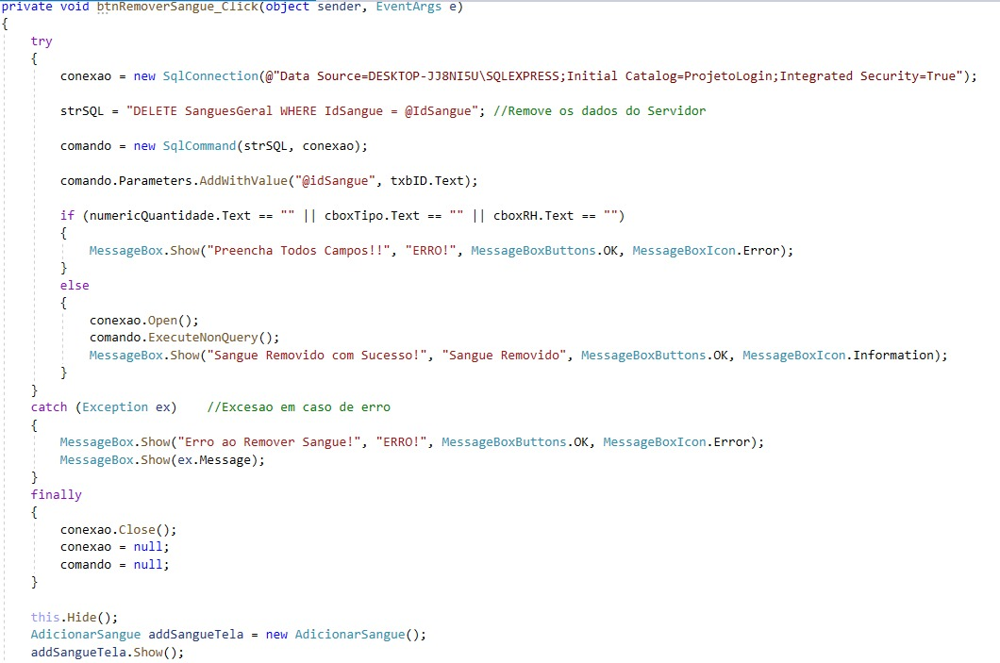 private void btnRemoverSangue_Click(object sender, EventArgs e)
{
try
{
conexao = new SqlConnection(@"Data Source=DESKTOP-JJ8NI5U\SQLEXPRESS;Initial Catalog=ProjetoLogin;Integrated Security=True");
strSQL = "DELETE SanguesGeral WHERE IdSangue = @IdSangue"; //Remove os dados do Servidor
comando = new SqlCommand(strSQL, conexao);
comando.Parameters.AddWithValue("@idSangue", txbID.Text);
if (numericQuantidade.Text == "" || cboxTipo.Text == "" || cboxRH.Text == "")
{
MessageBox.Show("Preencha Todos Campos!!", "ERRO!", MessageBoxButtons.OK, MessageBoxIcon.Error);
}
else
{
conexao.Open();
comando.ExecuteNonQuery();
MessageBox.Show("Sangue Removido com Sucesso!", "Sangue Removido", MessageBoxButtons.OK, MessageBoxIcon.Information);
}
}
catch (Exception ex) //Excesao em caso de erro
{
MessageBox.Show("Erro ao Remover Sangue!", "ERRO!", MessageBoxButtons.OK, MessageBoxIcon.Error);
MessageBox.Show(ex.Message);
}
finally
{
conexao.Close();
conexao = null;
comando = null;
}
this.Hide();
AdicionarSangue addSangueTela = new AdicionarSangue();
addSangueTela.Show();